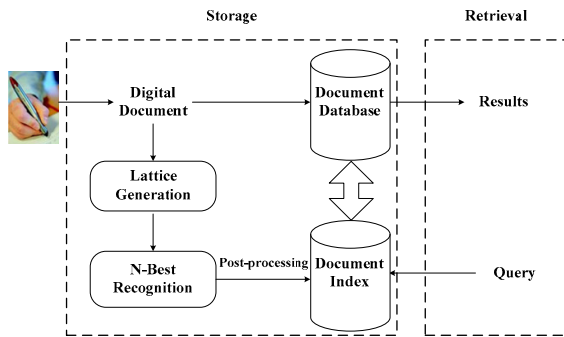 Storage
Retrieval
Digital
Document
Document
Database
Results
Lattice
Generation
N-Best
Recognition
Post-processing
Document
Index
Query